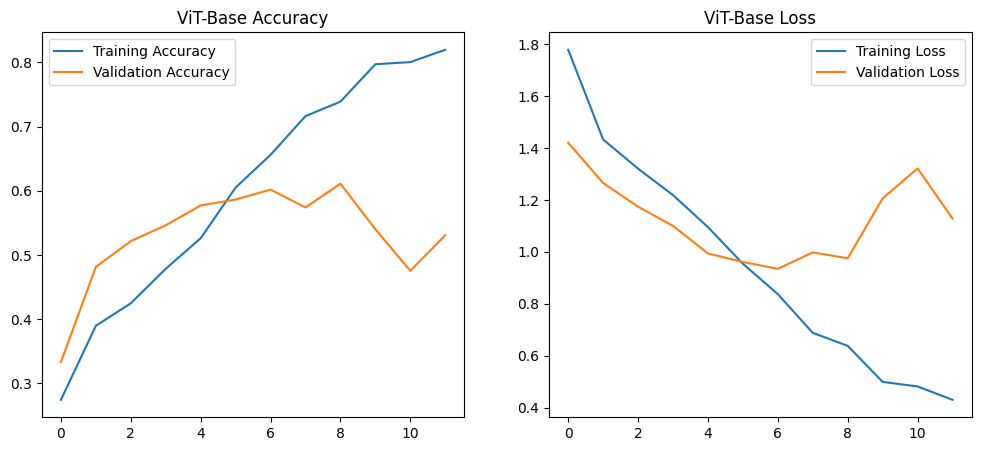 ViT-Base Accuracy
Training Accuracy
Validation Accuracy
0.8
0.7
0.6
0.5
0.4
0.3
0 2 4 6 8 10
ViT-Base Loss
Training Loss
Validation Loss
1.8
1.6
1.4
1.2
1.0
0.8
0.6
0.4
0 2 4 6 8 10